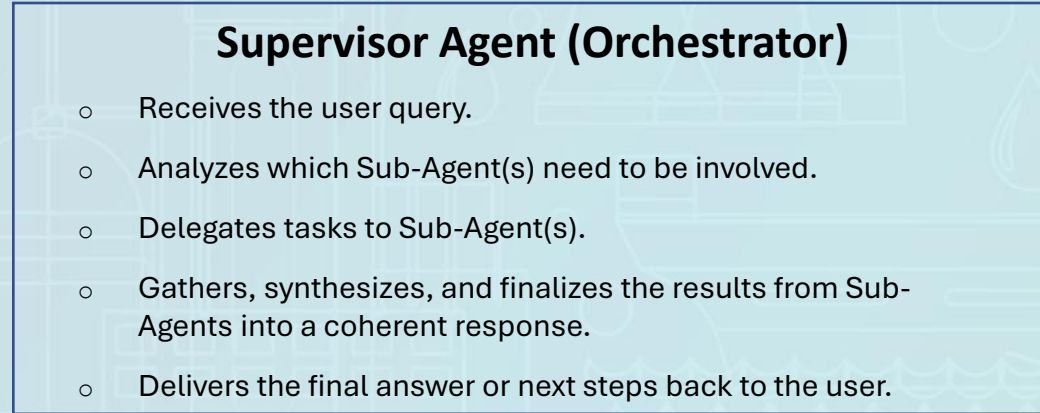 Supervisor Agent (Orchestrator)
o Receives the user query.
o Analyzes which Sub-Agent(s) need to be involved.
o Delegates tasks to Sub-Agent(s).
o Gathers, synthesizes, and finalizes the results from Sub-
Agents into a coherent response.
o Delivers the final answer or next steps back to the user.